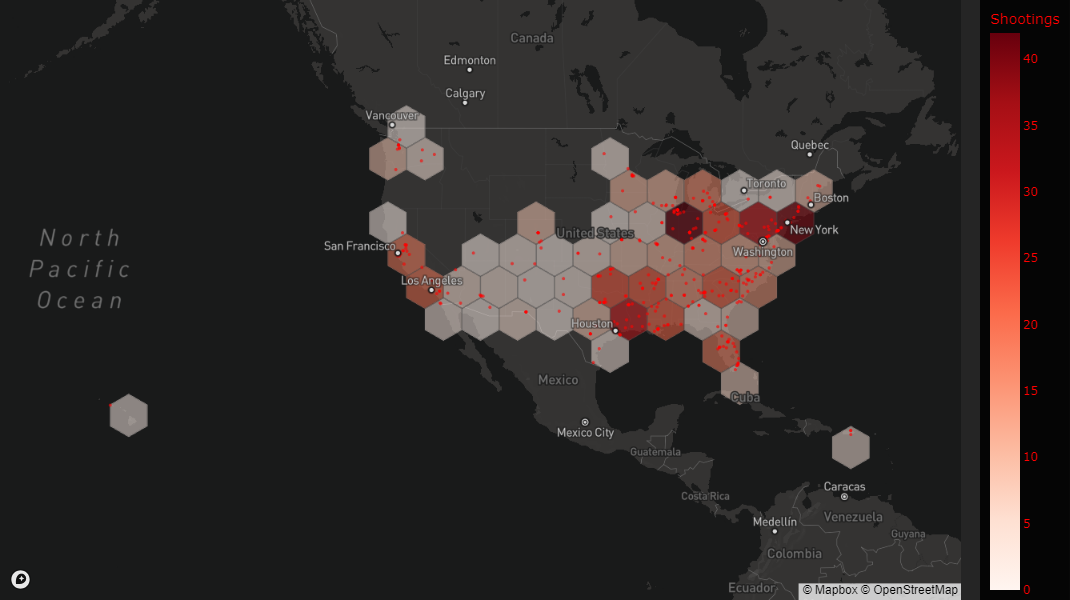 Shootings
Canada
Edmonton
Calgary
Vancouver
Quebec
Toronto
Boston
New York
United States
Washington
North
Pacific
Ocean
San Francisco
Los Angeles
Houston
Mexico
Cuba
Mexico City
Guatemala
Costa Rica
Caracas
Medellín
Venezuela
Guyana
Colombia
Ecuador
© Mapbox © OpenStreetMap
40
35
30
25
20
15
10
5
0